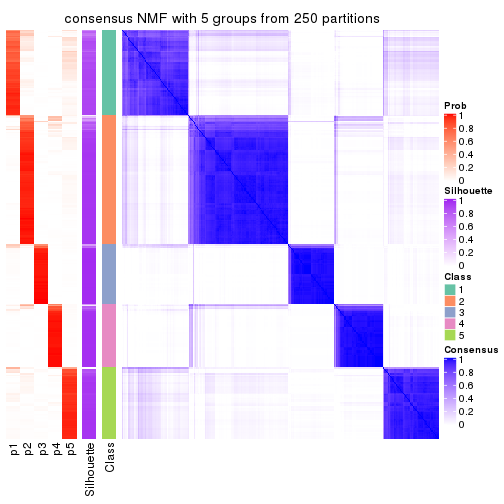 consensus NMF with 5 groups from 250 partitions
Prob
1
0.8
0.6
0.4
0.2
0
Silhouette
1
0.8
0.6
0.4
0.2
0
Class
1
2
3
4
5
Consensus
1
0.8
0.6
0.4
0.2
0
p1
p2
p3
p4
p5
Silhouette
Class